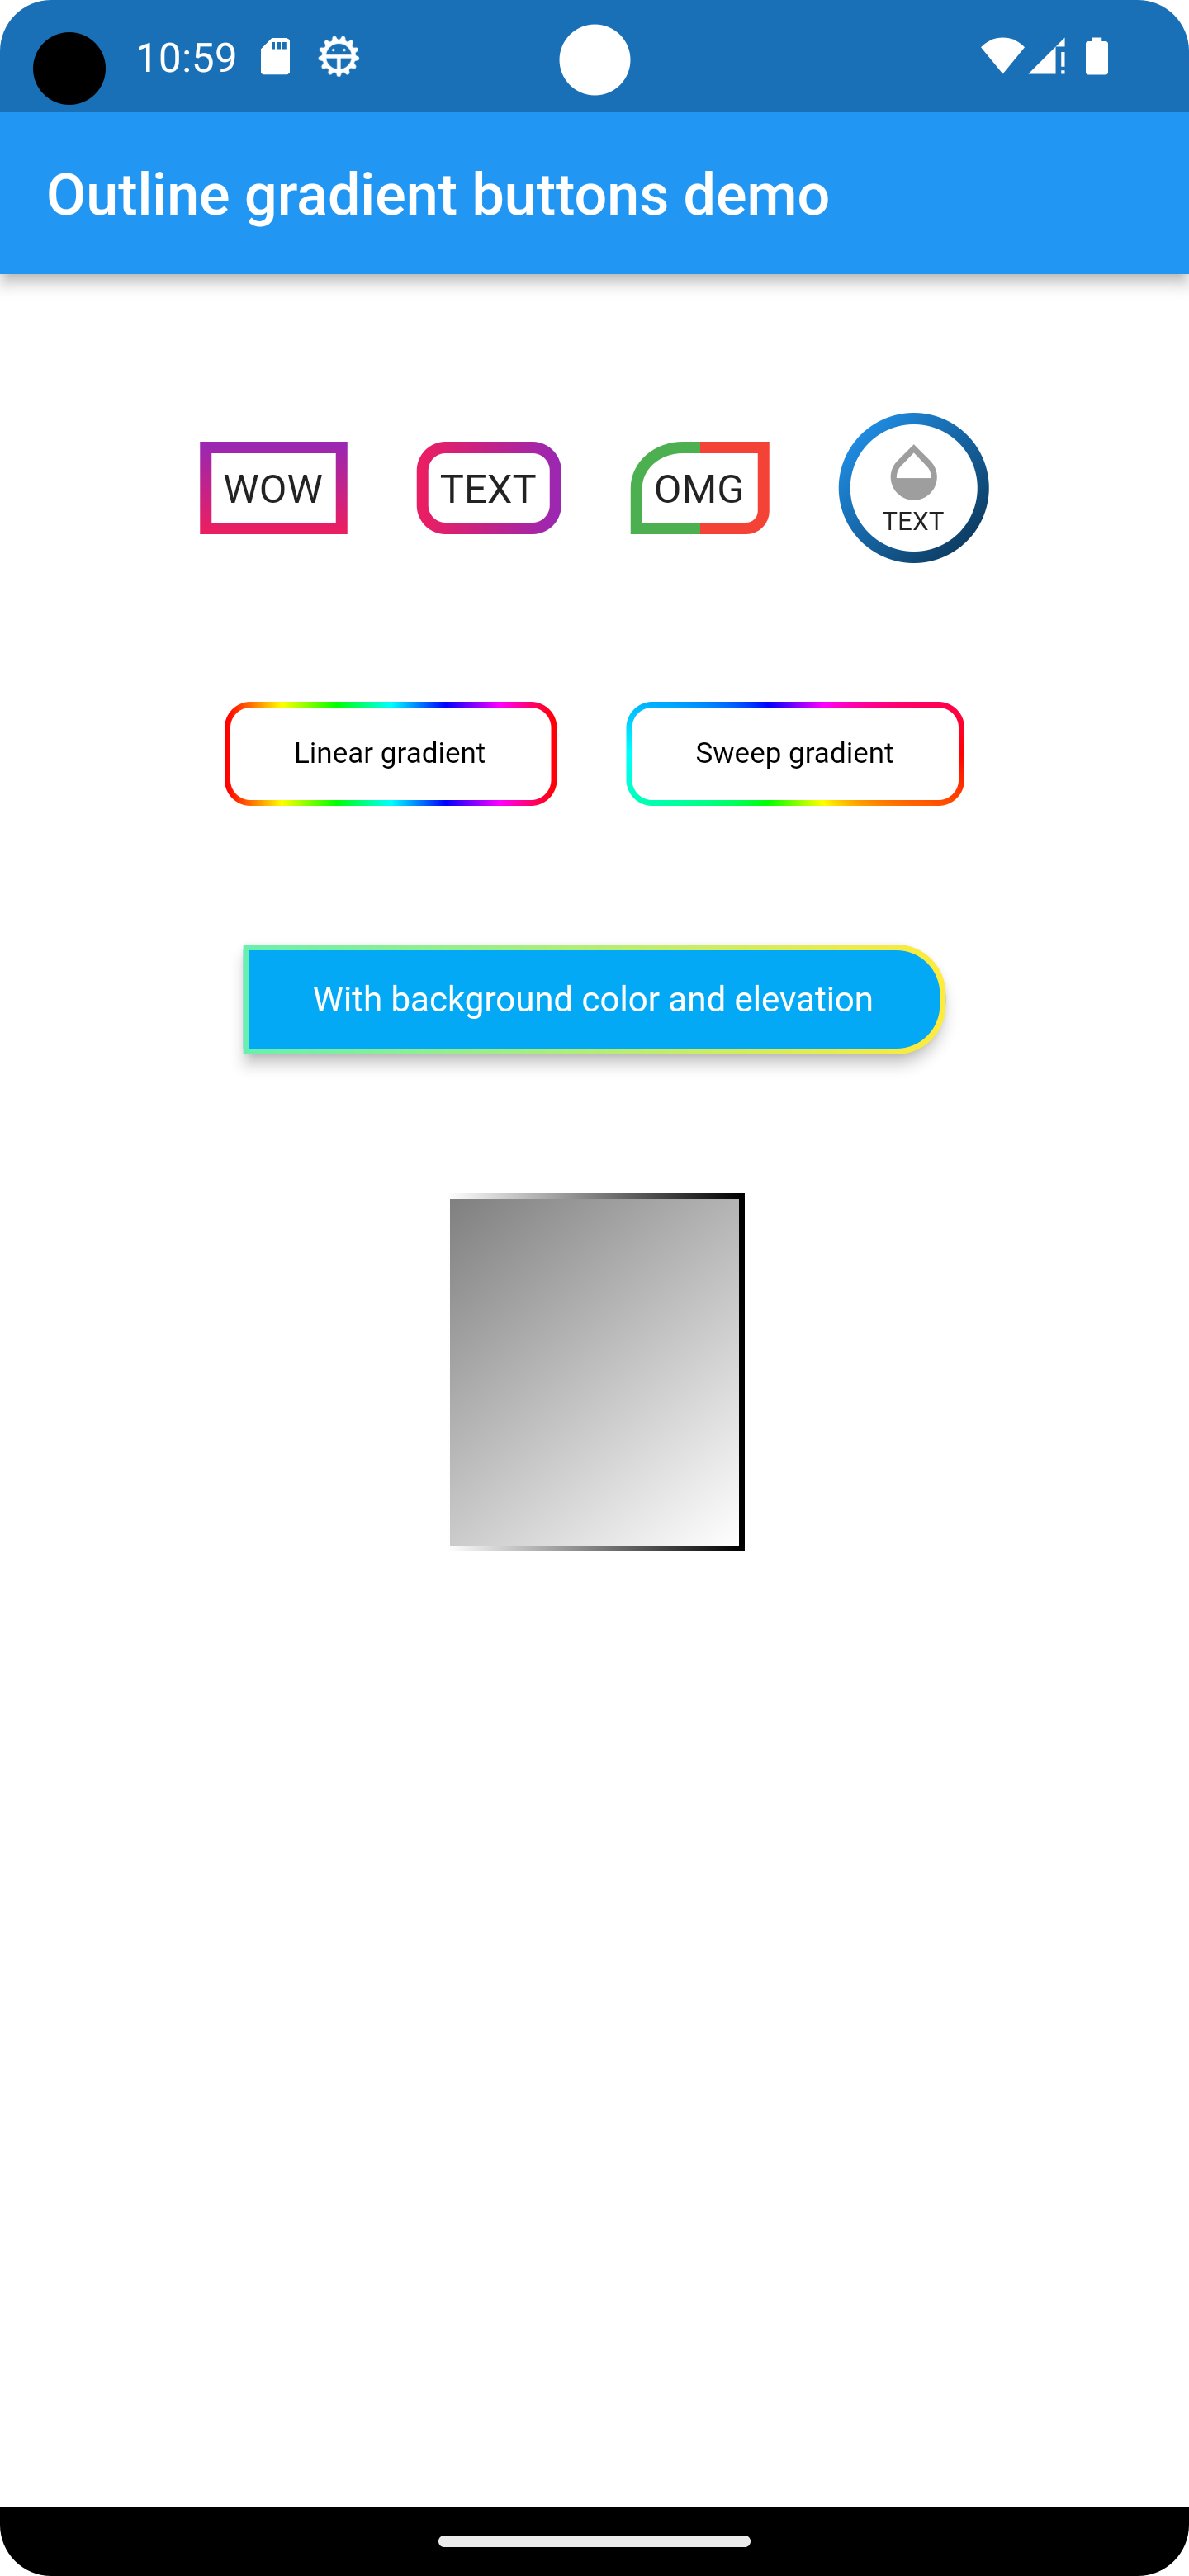 10:59
Outline gradient buttons demo
WOW TEXT OMG TEXT
Linear gradient Sweep gradient
With background color and elevation